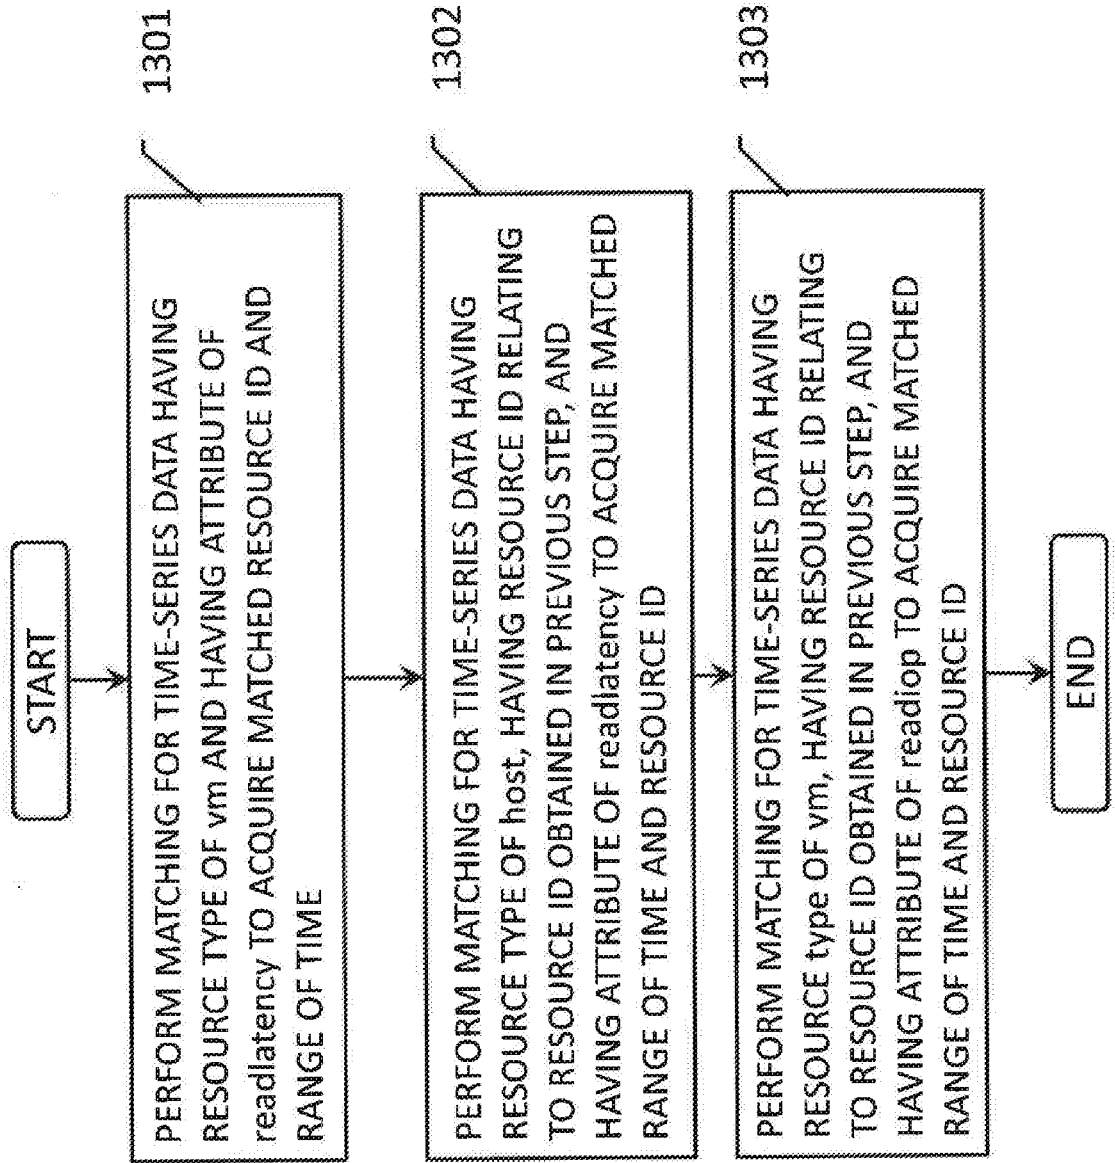 START
PERFORM MATCHING FOR TIME-SERIES DATA HAVING
RESOURCE TYPE OF vm AND HAVING ATTRIBUTE OF
readlatency TO ACQUIRE MATCHED RESOURCE ID AND
RANGE OF TIME
1301
PERFORM MATCHING FOR TIME-SERIES DATA HAVING
RESOURCE TYPE OF host, HAVING RESOURCE ID RELATING
TO RESOURCE ID OBTAINED IN PREVIOUS STEP, AND
HAVING ATTRIBUTE OF readlatency TO ACQUIRE MATCHED
RANGE OF TIME AND RESOURCE ID
1302
PERFORM MATCHING FOR TIME-SERIES DATA HAVING
RESOURCE type OF vm, HAVING RESOURCE ID RELATING
TO RESOURCE ID OBTAINED IN PREVIOUS STEP, AND
HAVING ATTRIBUTE OF readiop TO ACQUIRE MATCHED
RANGE OF TIME AND RESOURCE ID
1303
END